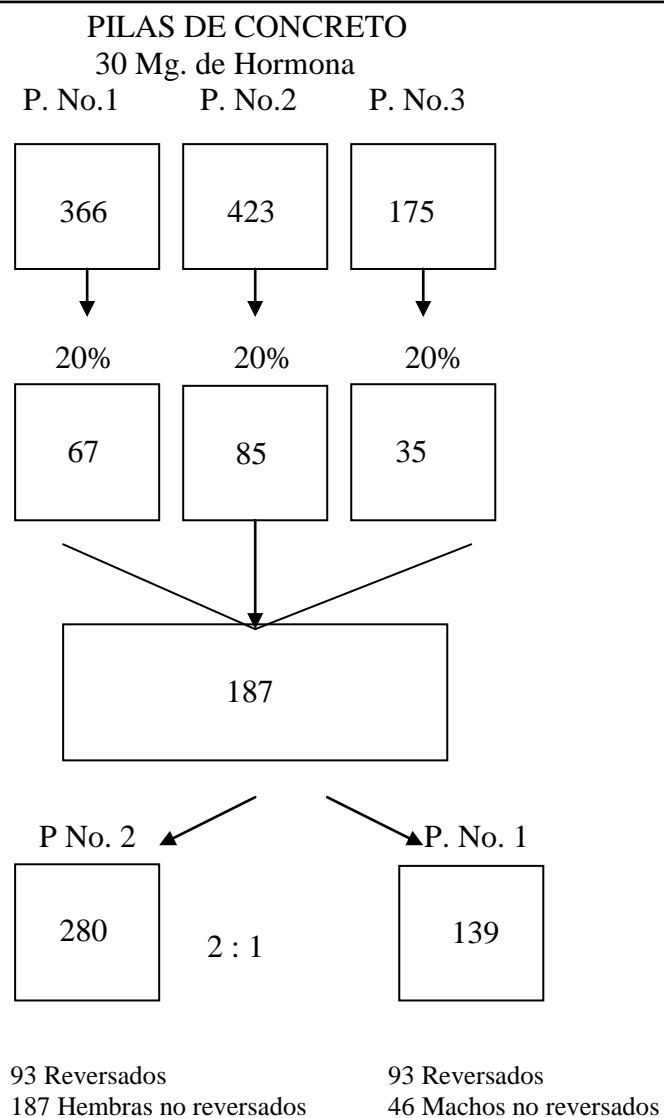 PILAS DE CONCRETO
30 Mg. de Hormona
P. No.1 P. No.2 P. No.3
366 423 175
20% 20% 20%
67 85 35
187
P No. 2 P. No. 1
280 2 : 1 139
93 Reversados 93 Reversados
187 Hembras no reversados 46 Machos no reversados